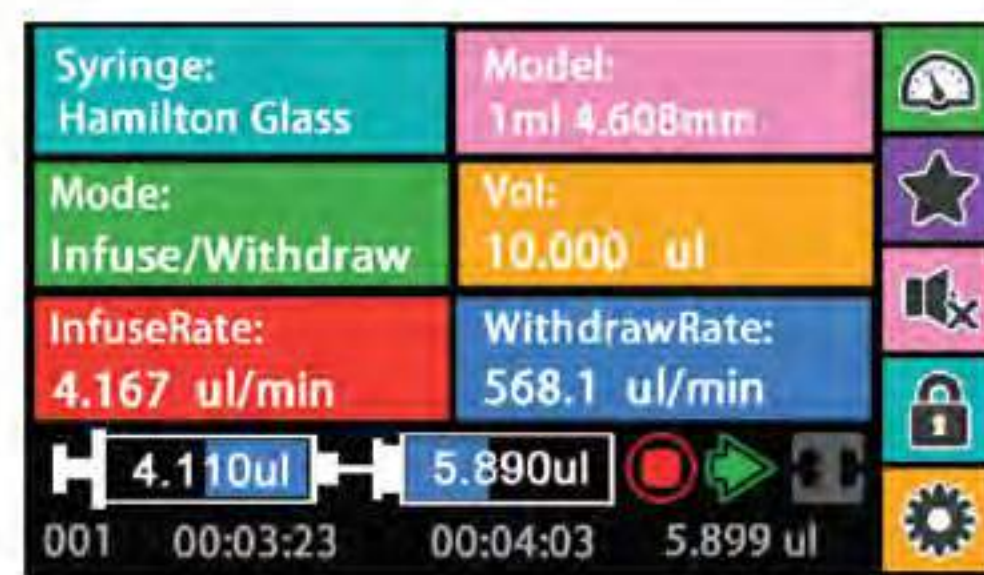 Syringe:
Hamilton Glass
Model:
1ml 4.608mm
Mode:
Infuse/Withdraw
Vol:
10.000 ul
InfuseRate:
4.167 ul/min
WithdrawRate:
568.1 ul/min
4.110ul 5.890ul
001 00:03:23 00:04:03 5.899 ul